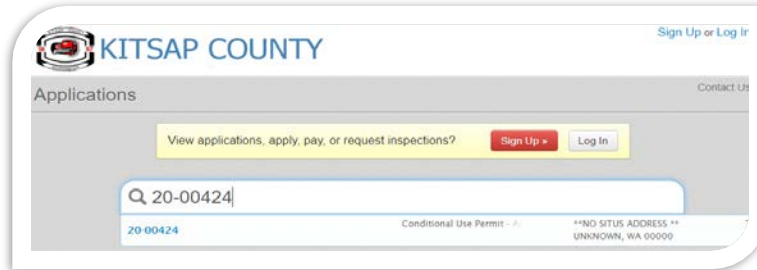 KITSAP COUNTY
Sign Up or Log In
Applications
Contact Us
View applications, apply, pay, or request inspections?
Sign Up »
Log In
20-00424
20-00424
Conditional Use Permit -
**NO SITUS ADDRESS **
UNKNOWN, WA 00000